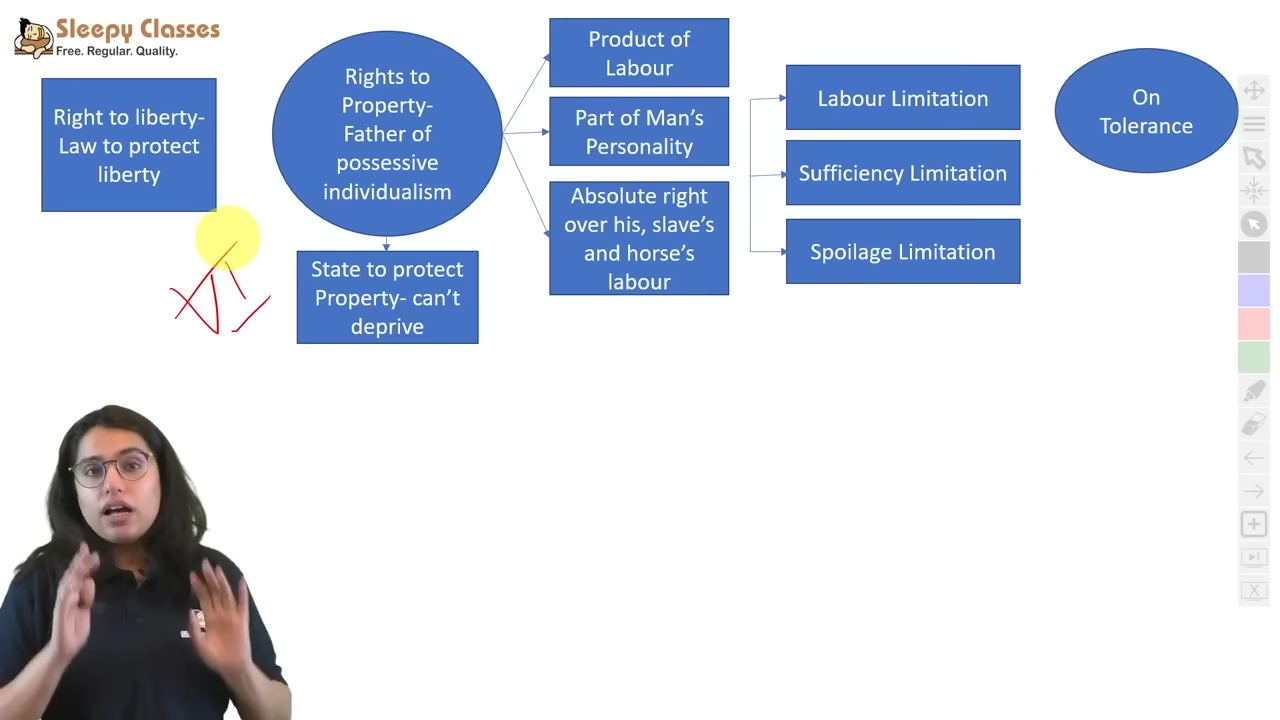 Sleepy Classes
Free. Regular. Quality.
Right to liberty-
Law to protect
liberty
Rights to
Property-
Father of
possessive
individualism
State to protect
Property- can't
deprive
Product of
Labour
Part of Man's
Personality
Absolute right
over his, slave's
and horse's
labour
Labour Limitation
Sufficiency Limitation
Spoilage Limitation
On
Tolerance